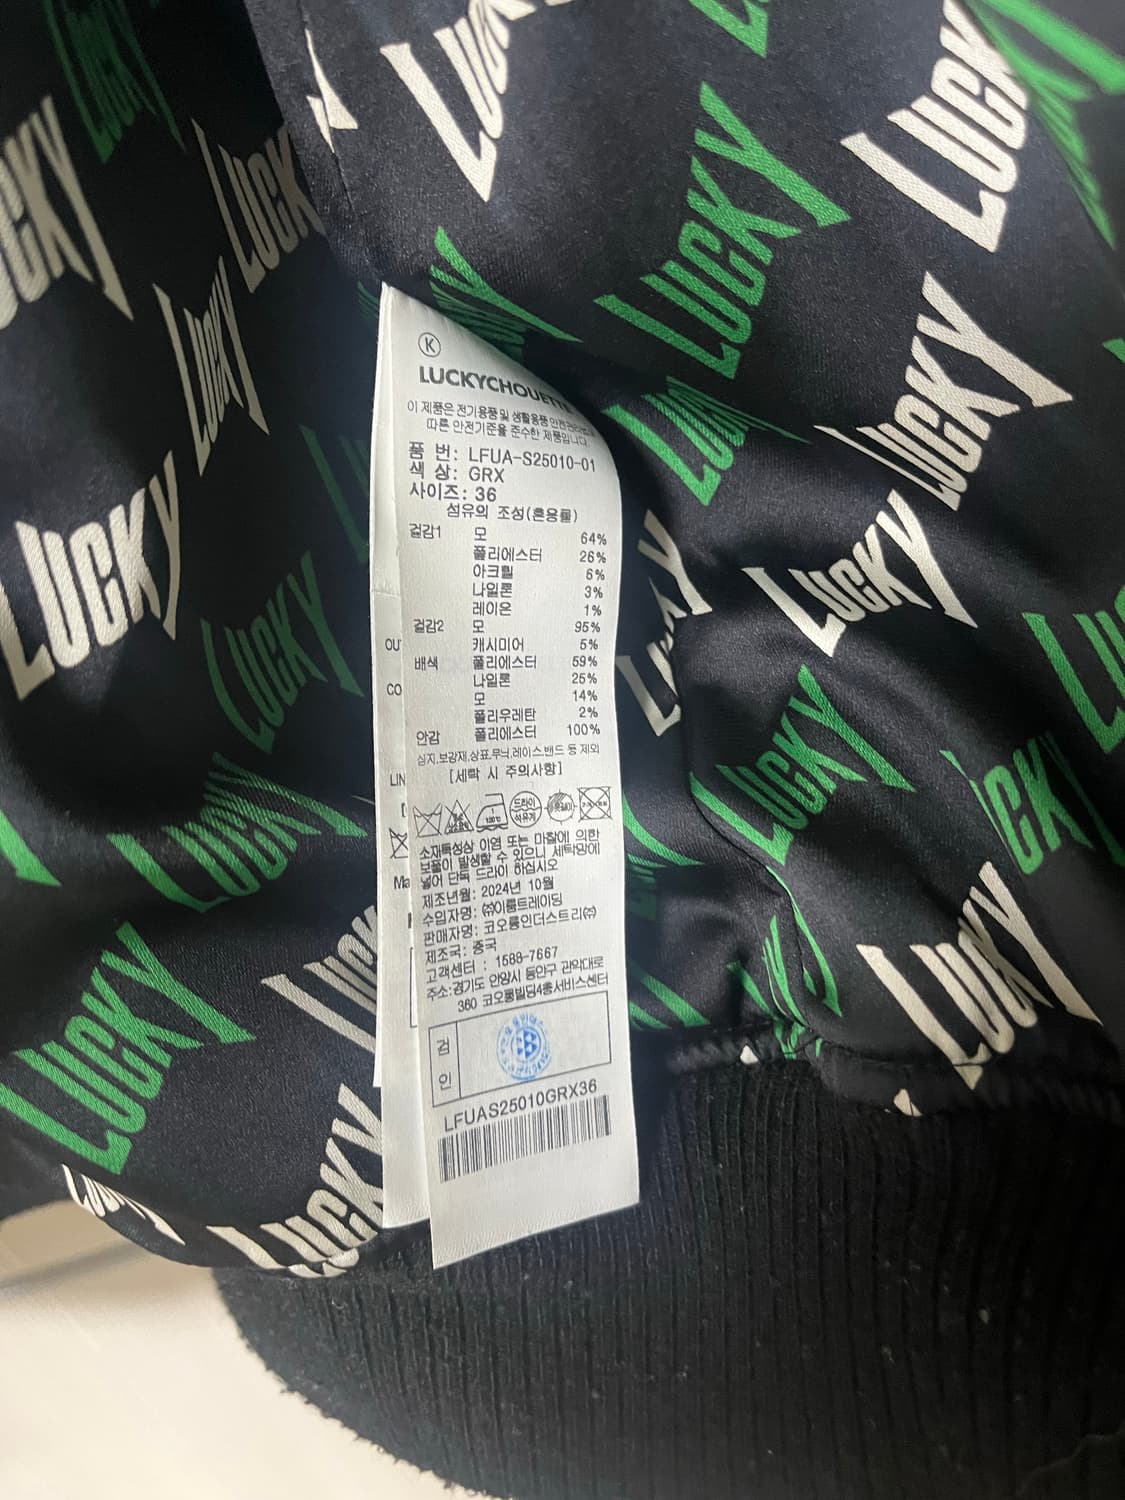 LUCKY
K
LUCKYCHOUETTE
이 제품은 전기용품 및 생활용품 안전관리법에
따른 안전기준을 준수한 제품입니다
품 번: LFUA-S25010-01
색 상: GRX
사이즈: 36
섬유의 조성(혼용률)
겉감1 모 64%
폴리에스터 26%
아크릴 6%
나일론 3%
레이온 1%
겉감2 모 95%
캐시미어 5%
배색 폴리에스터 59%
나일론 25%
모 14%
폴리우레탄 2%
안감 폴리에스터 100%
심지,보강재,상표,무늬,레이스밴드 등 제외
[세탁 시 주의사항]
드라이
석유계
소재특성상 이염 또는 마찰에 의한
보풀이 발생할 수 있으니 세탁망에
넣어 단독 드라이 하십시오
제조년월: 2024년 10월
수입자명: ㈜이룸트레이딩
판매자명: 코오롱인더스트리㈜
제조국: 중국
고객센터 : 1588-7667
주소:경기도 안양시 동안구 관악대로
360 코오롱빌딩4층서비스센터
검
인
LFUAS25010GRX36